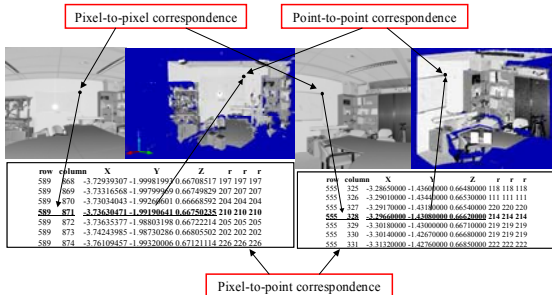 Pixel-to-pixel correspondence
Point-to-point correspondence
row column X Y Z r r r
589 868 -3.72939307 -1.99981993 0.66708517 197 197 197
589 869 -3.73316568 -1.99799969 0.66749829 207 207 207
589 870 -3.73034043 -1.99260601 0.66668592 204 204 204
589 871 -3.73630471 -1.99190641 0.66750235 210 210 210
589 872 -3.73635377 -1.98803198 0.66722214 205 205 205
589 873 -3.74243985 -1.98730286 0.66805502 202 202 202
589 874 -3.76109457 -1.99320006 0.67121114 226 226 226
row column X Y Z r r r
555 325 -3.28650000 -1.43600000 0.66480000 118 118 118
555 326 -3.29010000 -1.43440000 0.66530000 111 111 111
555 327 -3.29170000 -1.43180000 0.66540000 220 220 220
555 328 -3.29660000 -1.43080000 0.66620000 214 214 214
555 329 -3.30180000 -1.43000000 0.66710000 219 219 219
555 330 -3.30140000 -1.42670000 0.66680000 219 219 219
555 331 -3.31320000 -1.42760000 0.66850000 222 222 222
Pixel-to-point correspondence